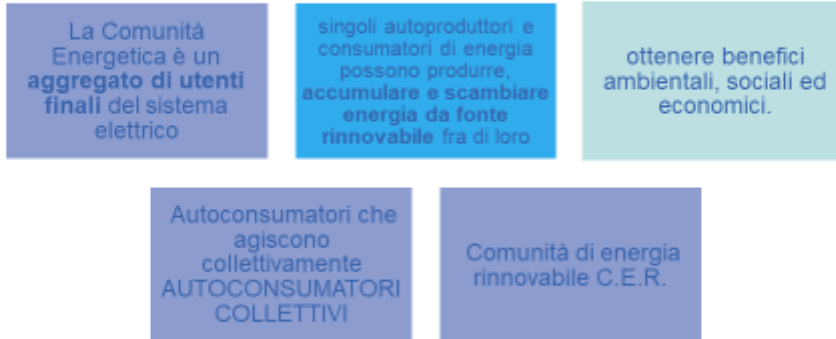 La Comunità
Energetica è un
aggregato di utenti
finali del sistema
elettrico
singoli autoproduttori e
consumatori di energia
possono produrre,
accumulare e scambiare
energia da fonte
rinnovabile fra di loro
ottenere benefici
ambientali, sociali ed
economici.
Autoconsumatori che
agiscono
collettivamente
AUTOCONSUMATORI
COLLETTIVI
Comunità di energia
rinnovabile C.E.R.